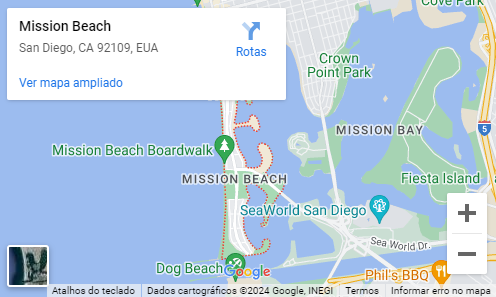 Mission Beach
San Diego, CA 92109, EUA
Rotas
Ver mapa ampliado
Cove Park
Crown
Point Park
5
MISSION BAY
Mission Beach Boardwalk
MISSION BEACH
Fiesta Island
SeaWorld San Diego
SeaWorld Dr.
Dog Beach
Google
Phil's BBQ
Atalhos do teclado
Dados cartográficos ©2024 Google, INEGI
Termos
Informar erro no mapa